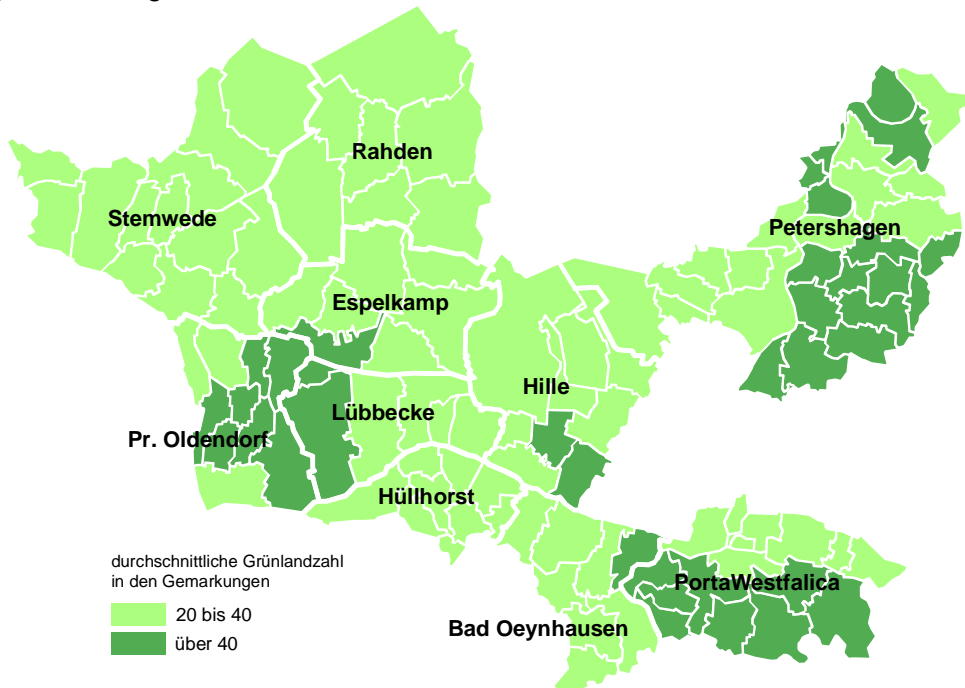 Rahden
Stemwede
Petershagen
Espelkamp
Hille
Lübbecke
Pr. Oldendorf
Hüllhorst
durchschnittliche Grünlandzahl
in den Gemarkungen
20 bis 40
über 40
PortaWestfalica
Bad Oeynhausen